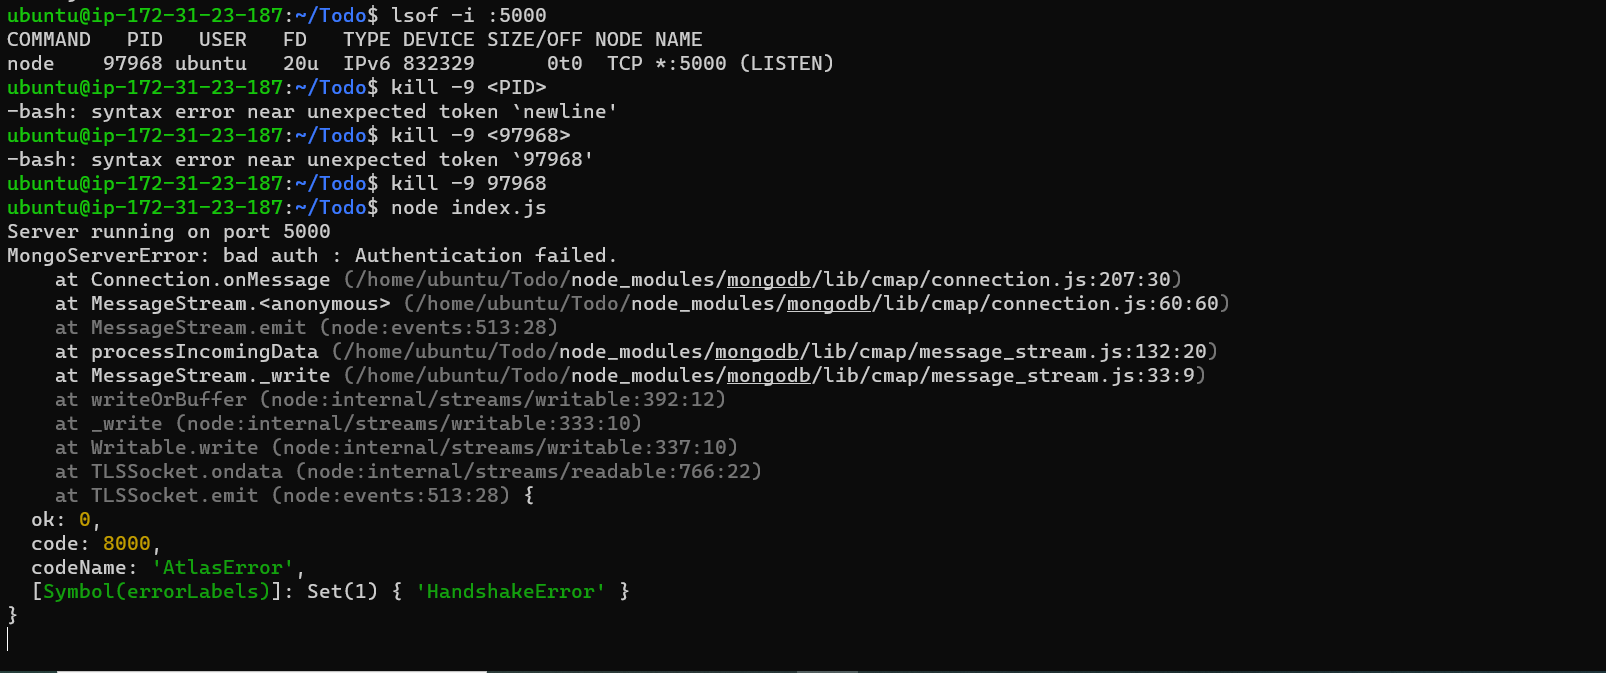 ubuntu@ip-172-31-23-187:~/Todo$ lsof -i :5000
COMMAND   PID   USER   FD   TYPE DEVICE SIZE/OFF NODE NAME
node    97968 ubuntu   20u  IPv6 832329      0t0  TCP *:5000 (LISTEN)
ubuntu@ip-172-31-23-187:~/Todo$ kill -9 <PID>
-bash: syntax error near unexpected token `newline'
ubuntu@ip-172-31-23-187:~/Todo$ kill -9 <97968>
-bash: syntax error near unexpected token `97968'
ubuntu@ip-172-31-23-187:~/Todo$ kill -9 97968
ubuntu@ip-172-31-23-187:~/Todo$ node index.js
Server running on port 5000
MongoServerError: bad auth : Authentication failed.
    at Connection.onMessage (/home/ubuntu/Todo/node_modules/mongodb/lib/cmap/connection.js:207:30)
    at MessageStream.<anonymous> (/home/ubuntu/Todo/node_modules/mongodb/lib/cmap/connection.js:60:60)
    at MessageStream.emit (node:events:513:28)
    at processIncomingData (/home/ubuntu/Todo/node_modules/mongodb/lib/cmap/message_stream.js:132:20)
    at MessageStream._write (/home/ubuntu/Todo/node_modules/mongodb/lib/cmap/message_stream.js:33:9)
    at writeOrBuffer (node:internal/streams/writable:392:12)
    at _write (node:internal/streams/writable:333:10)
    at Writable.write (node:internal/streams/writable:337:10)
    at TLSSocket.ondata (node:internal/streams/readable:766:22)
    at TLSSocket.emit (node:events:513:28) {
  ok: 0,
  code: 8000,
  codeName: 'AtlasError',
  [Symbol(errorLabels)]: Set(1) { 'HandshakeError' }
}